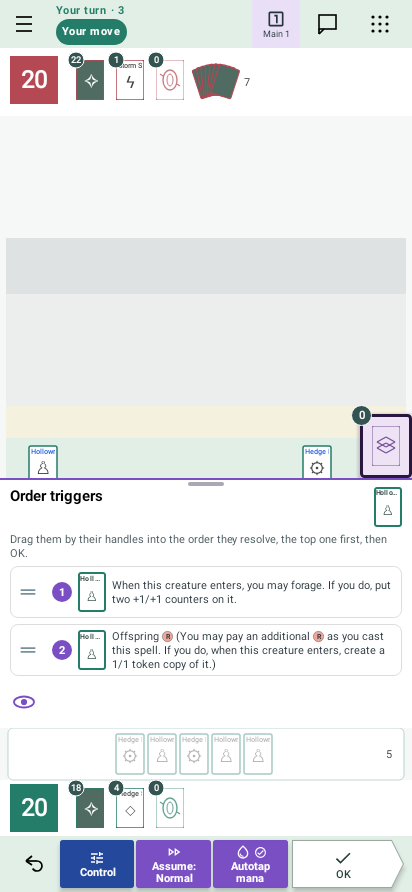 Your turn · 3
Your move
1
Main 1
20
22
1
0
7
0
Hollow
Hedge
Order triggers
Drag them by their handles into the order they resolve, the top one first, then
OK.
1
Holl...
When this creature enters, you may forage. If you do, put
two +1/+1 counters on it.
2
Holl...
Offspring R (You may pay an additional R as you cast
this spell. If you do, when this creature enters, create a
1/1 token copy of it.)
Hedge
Hollow
Hedge
Hollow
Hollow
5
20
18
4
0
Control
Assume:
Normal
Autotap
mana
OK